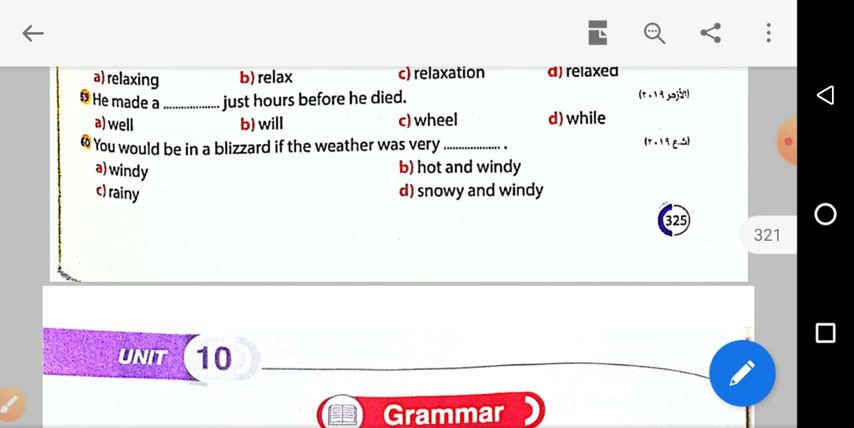 a) relaxing b) relax c) relaxation d) relaxed
59 He made a .................. just hours before he died. (الأزهر ٢٠١٩)
a) well b) will c) wheel d) while
60 You would be in a blizzard if the weather was very .................. . (ش.ع ٢٠١٩)
a) windy b) hot and windy
c) rainy d) snowy and windy
325
321
UNIT 10
Grammar